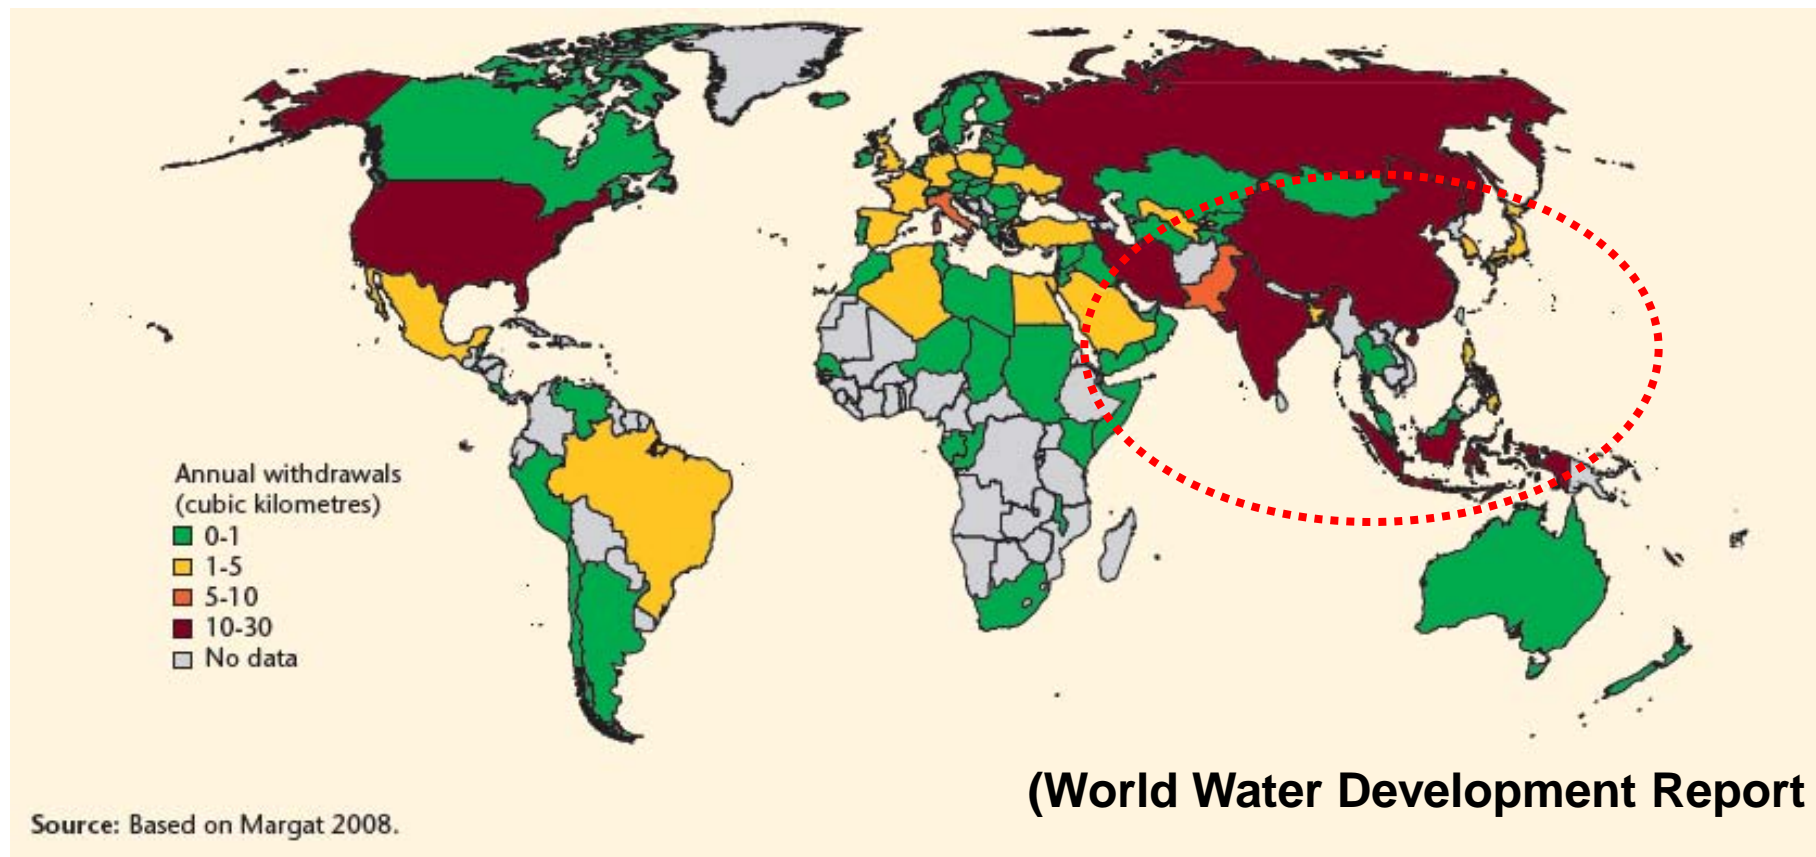 Annual withdrawals
(cubic kilometres)
0-1
1-5
5-10
10-30
No data
(World Water Development Report
Source: Based on Margat 2008.